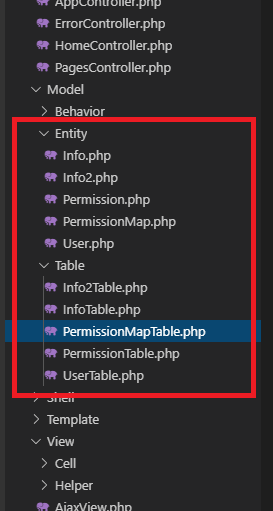 AppController.php
ErrorController.php
HomeController.php
PagesController.php
Model
Behavior
Entity
Info.php
Info2.php
Permission.php
PermissionMap.php
User.php
Table
Info2Table.php
InfoTable.php
PermissionMapTable.php
PermissionTable.php
UserTable.php
Shell
Template
View
Cell
Helper
AjaxView.php